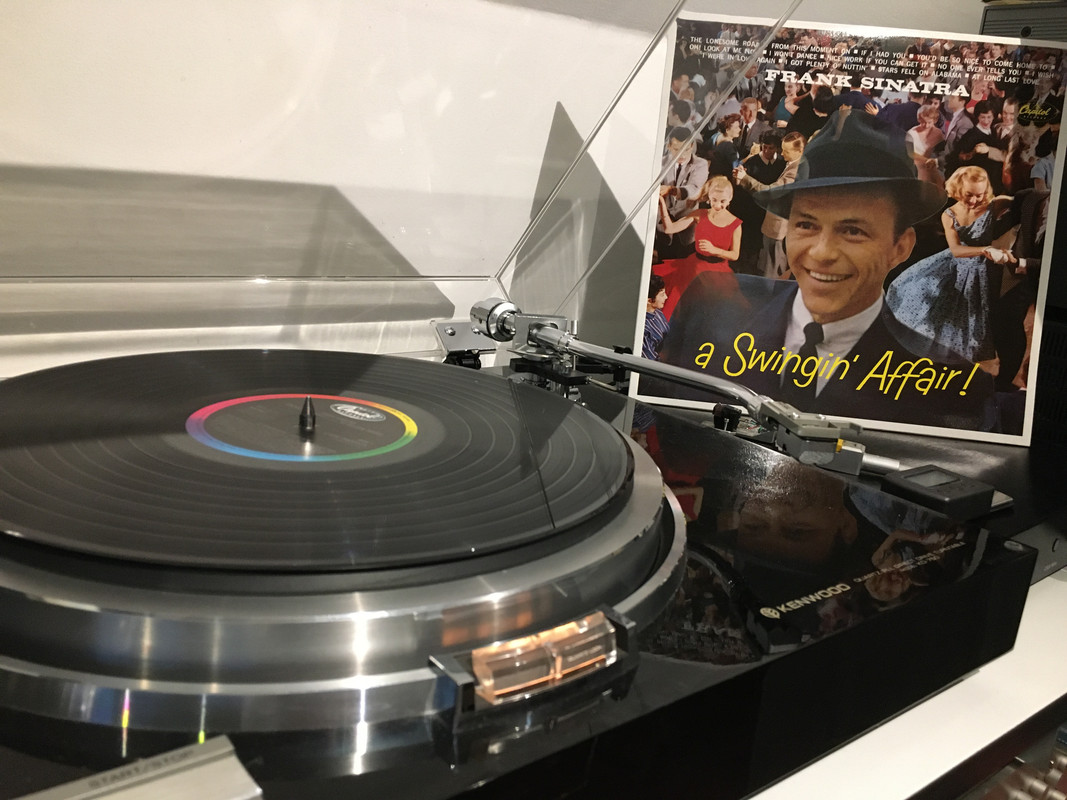 THE LONESOME ROAD ■ FROM THIS MOMENT ON ■ IF I HAD YOU ■ YOU'D BE SO NICE TO COME HOME TO ■
OH! LOOK AT ME NOW ■ I WON'T DANCE ■ NICE WORK IF YOU CAN GET IT ■ NO ONE EVER TELLS YOU ■ I WISH
I WERE IN LOVE AGAIN ■ I GOT PLENTY OF NUTTIN' ■ STARS FELL ON ALABAMA ■ AT LONG LAST LOVE
FRANK SINATRA
Capitol
a Swingin' Affair!
Capitol
KENWOOD
START/STOP